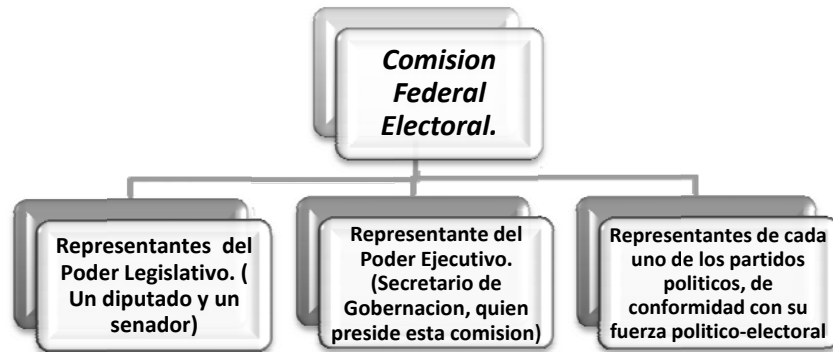 Comision
Federal
Electoral.
Representantes del
Poder Legislativo. (
Un diputado y un
senador)
Representante del
Poder Ejecutivo.
(Secretario de
Gobernacion, quien
preside esta comision)
Representantes de cada
uno de los partidos
politicos, de
conformidad con su
fuerza politico-electoral